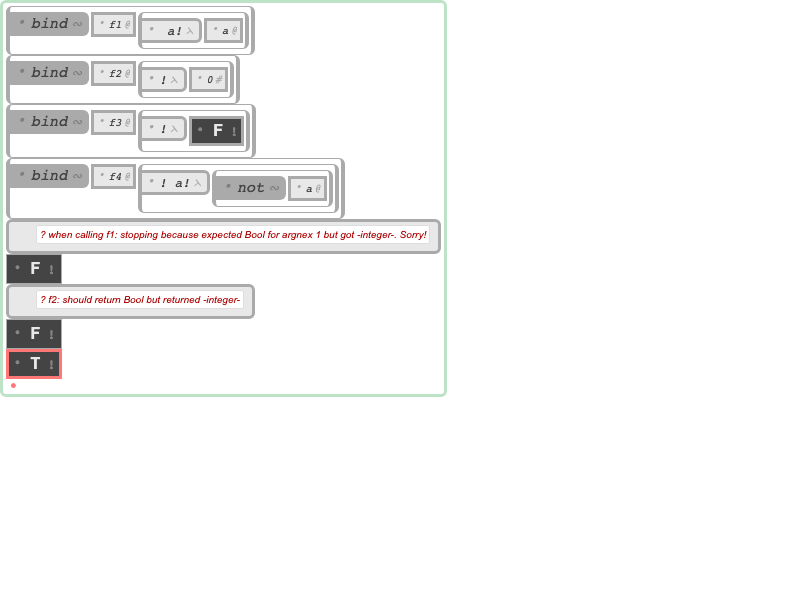 bind ~ f1 @ a! λ a @
bind ~ f2 @ ! λ 0 #
bind ~ f3 @ ! λ F !
bind ~ f4 @ ! a! λ not ~ a @
? when calling f1: stopping because expected Bool for argnex 1 but got -integer-. Sorry!
F !
? f2: should return Bool but returned -integer-
F !
T !